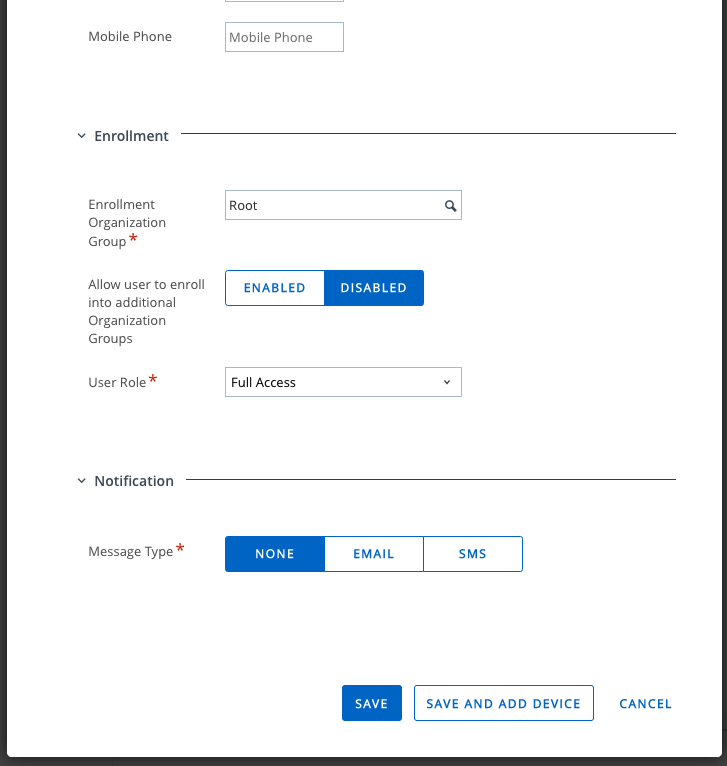 Mobile Phone
Mobile Phone
Enrollment
Enrollment
Organization
Group *
Root
Allow user to enroll
into additional
Organization
Groups
ENABLED
DISABLED
User Role *
Full Access
Notification
Message Type *
NONE
EMAIL
SMS
SAVE
SAVE AND ADD DEVICE
CANCEL